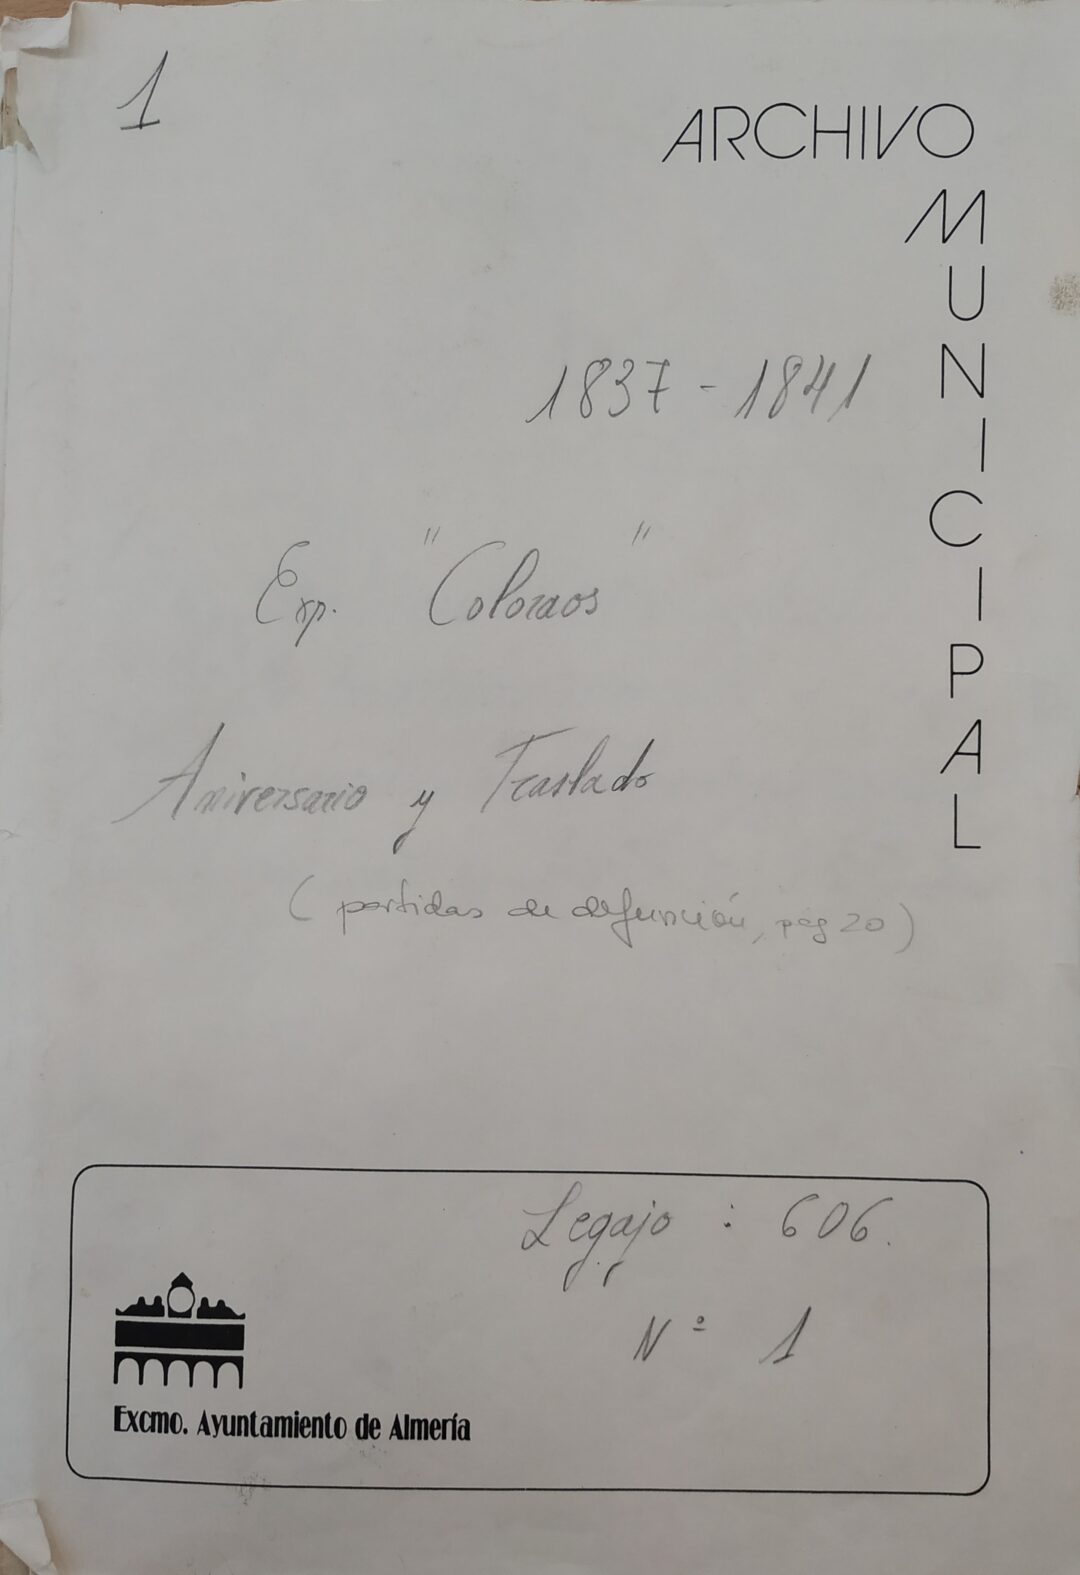 1
ARCHIVO
MUNICIPAL
1837 - 1841
Exp. "Coloraos"
Aniversario y Traslado
(partidas de defunción, pág 20)
Legajo : 606.
Nº 1
Excmo. Ayuntamiento de Almería